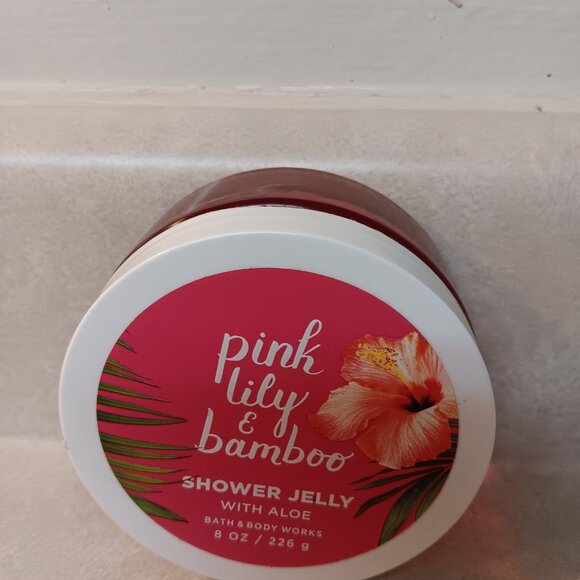 pink
lily
&
bamboo
SHOWER JELLY
WITH ALOE
BATH & BODY WORKS
8 OZ / 226 g